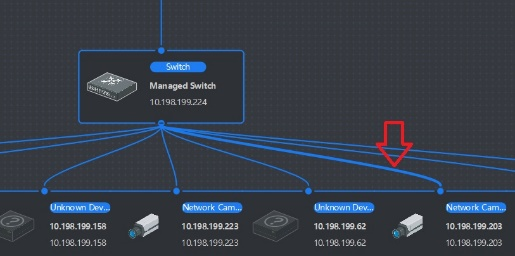 Switch
Managed Switch
10.198.199.224
Unknown Dev...
10.198.199.158
10.198.199.158
Network Cam...
10.198.199.223
10.198.199.223
Unknown Dev...
10.198.199.62
10.198.199.62
Network Cam...
10.198.199.203
10.198.199.203